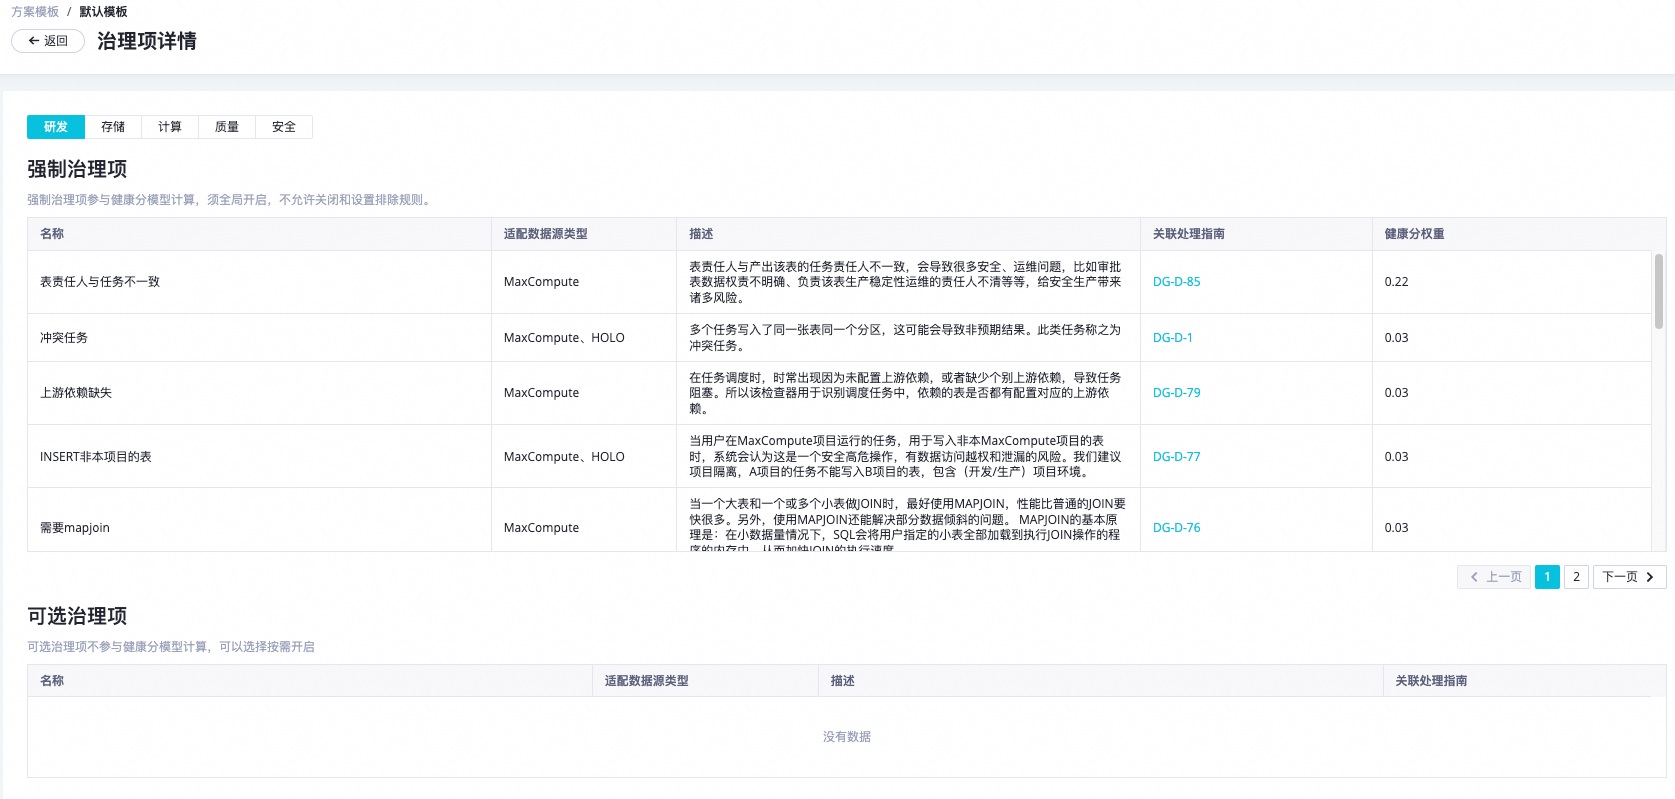 方案模板 / 默认模板
← 返回 治理项详情
研发 存储 计算 质量 安全
强制治理项
强制治理项参与健康分模型计算，须全局开启，不允许关闭和设置排除规则。
名称 适配数据源类型 描述 关联处理指南 健康分权重
表责任人与任务不一致 MaxCompute 表责任人与产出该表的任务责任人不一致，会导致很多安全、运维问题，比如审批
表数据权责不明确、负责该表生产稳定性运维的责任人不清等等，给安全生产带来
诸多风险。 DG-D-85 0.22
冲突任务 MaxCompute、HOLO 多个任务写入了同一张表同一个分区，这可能会导致非预期结果。此类任务称之为
冲突任务。 DG-D-1 0.03
上游依赖缺失 MaxCompute 在任务调度时，时常出现因为未配置上游依赖，或者缺少个别上游依赖，导致任务
阻塞。所以该检查器用于识别调度任务中，依赖的表是否都有配置对应的上游依
赖。 DG-D-79 0.03
INSERT非本项目的表 MaxCompute、HOLO 当用户在MaxCompute项目运行的任务，用于写入非本MaxCompute项目的表
时，系统会认为这是一个安全高危操作，有数据访问越权和泄漏的风险。我们建议
项目隔离，A项目的任务不能写入B项目的表，包含（开发/生产）项目环境。 DG-D-77 0.03
需要mapjoin MaxCompute 当一个大表和一个或多个小表做JOIN时，最好使用MAPJOIN，性能比普通的JOIN要
快很多。另外，使用MAPJOIN还能解决部分数据倾斜的问题。 MAPJOIN的基本原
理是：在小数据量情况下，SQL会将用户指定的小表全部加载到执行JOIN操作的程
序的内存中，从而加快JOIN的执行速度 DG-D-76 0.03
上一页 1 2 下一页
可选治理项
可选治理项不参与健康分模型计算，可以选择按需开启
名称 适配数据源类型 描述 关联处理指南
没有数据